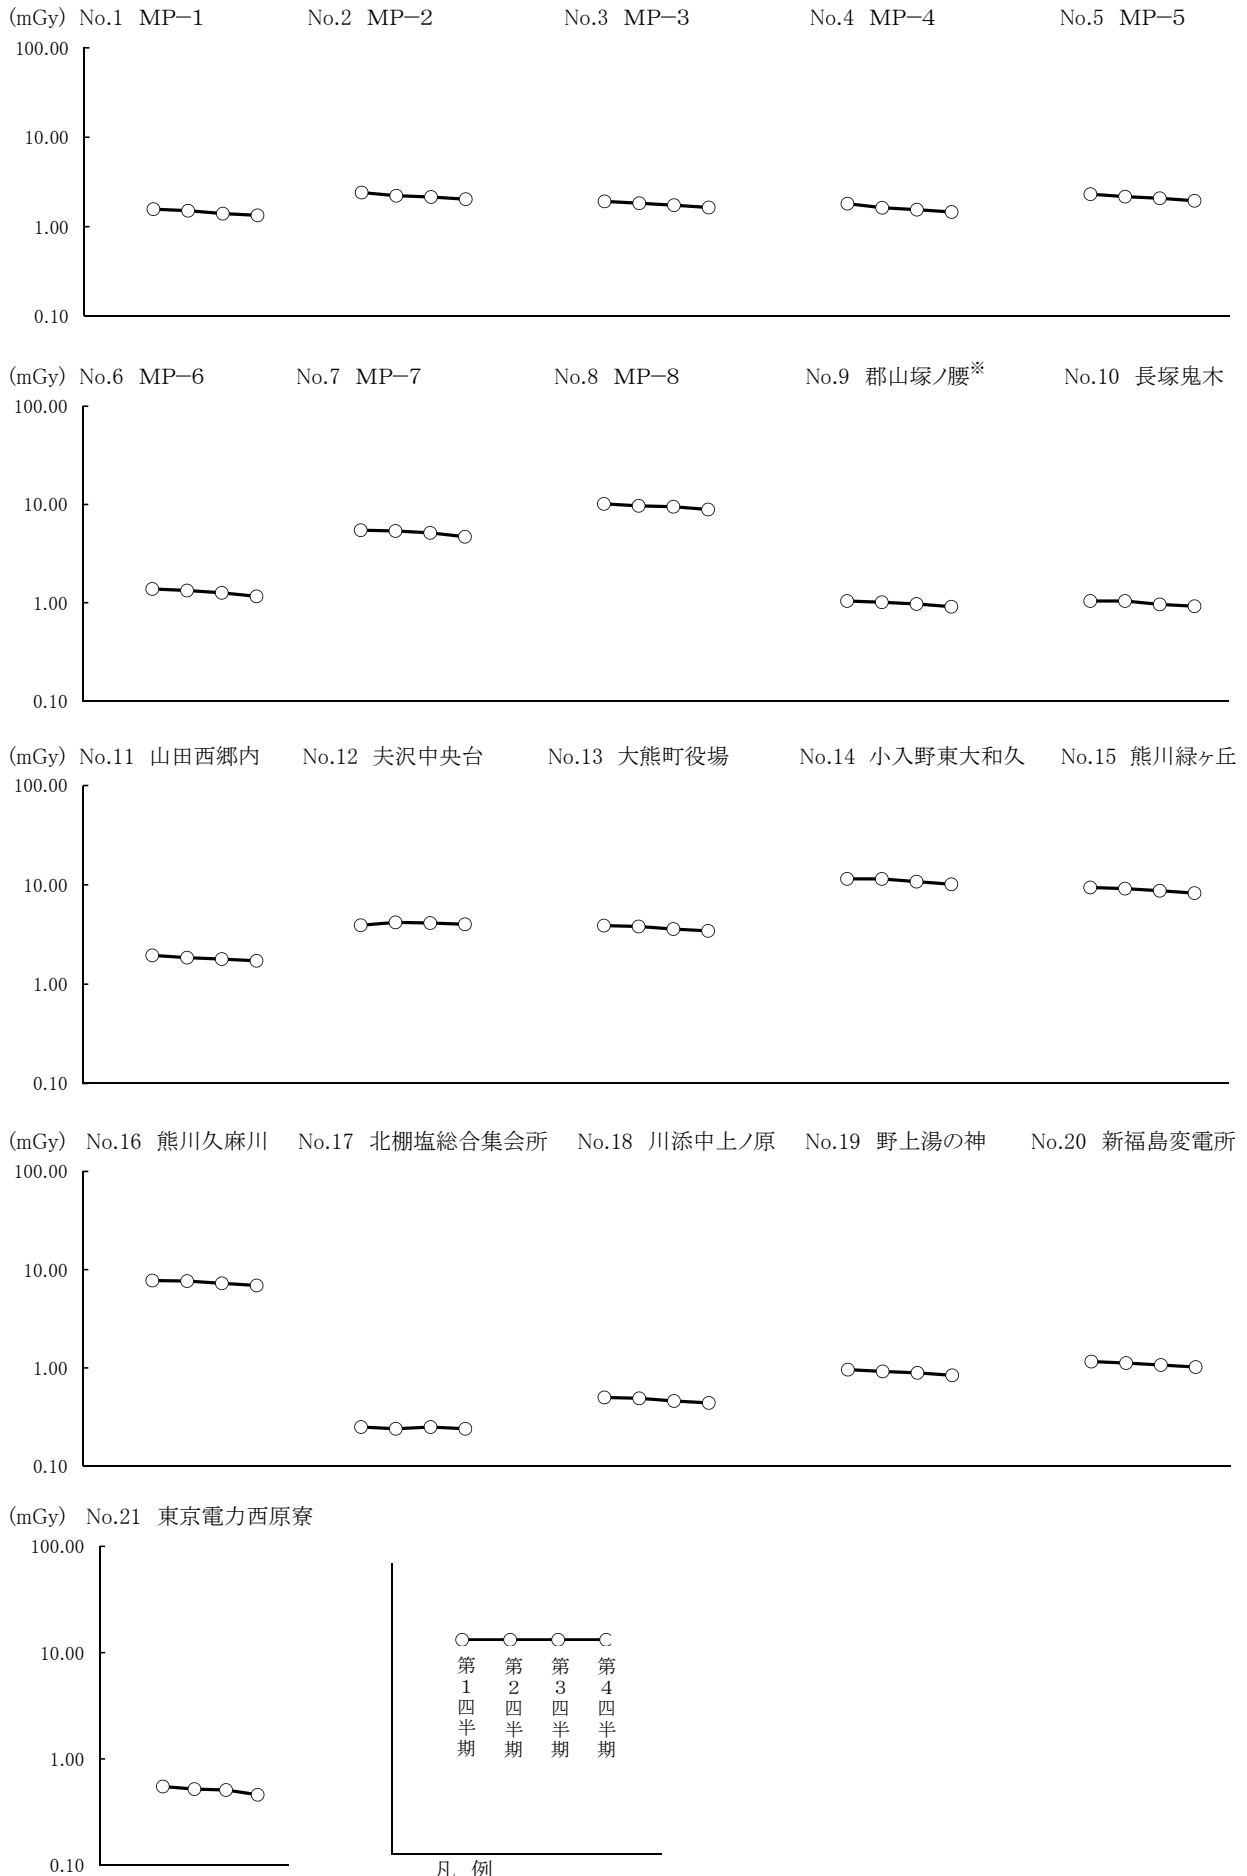 (mGy) No.1 MP−1 No.2 MP−2 No.3 MP−3 No.4 MP−4 No.5 MP−5
100.00
10.00
1.00
0.10
(mGy) No.6 MP−6 No.7 MP−7 No.8 MP−8 No.9 郡山塚ノ腰※ No.10 長塚鬼木
100.00
10.00
1.00
0.10
(mGy) No.11 山田西郷内 No.12 夫沢中央台 No.13 大熊町役場 No.14 小入野東大和久 No.15 熊川緑ヶ丘
100.00
10.00
1.00
0.10
(mGy) No.16 熊川久麻川 No.17 北棚塩総合集会所 No.18 川添中上ノ原 No.19 野上湯の神 No.20 新福島変電所
100.00
10.00
1.00
0.10
(mGy) No.21 東京電力西原寮
100.00
10.00
1.00
0.10
第1四半期
第2四半期
第3四半期
第4四半期
凡 例